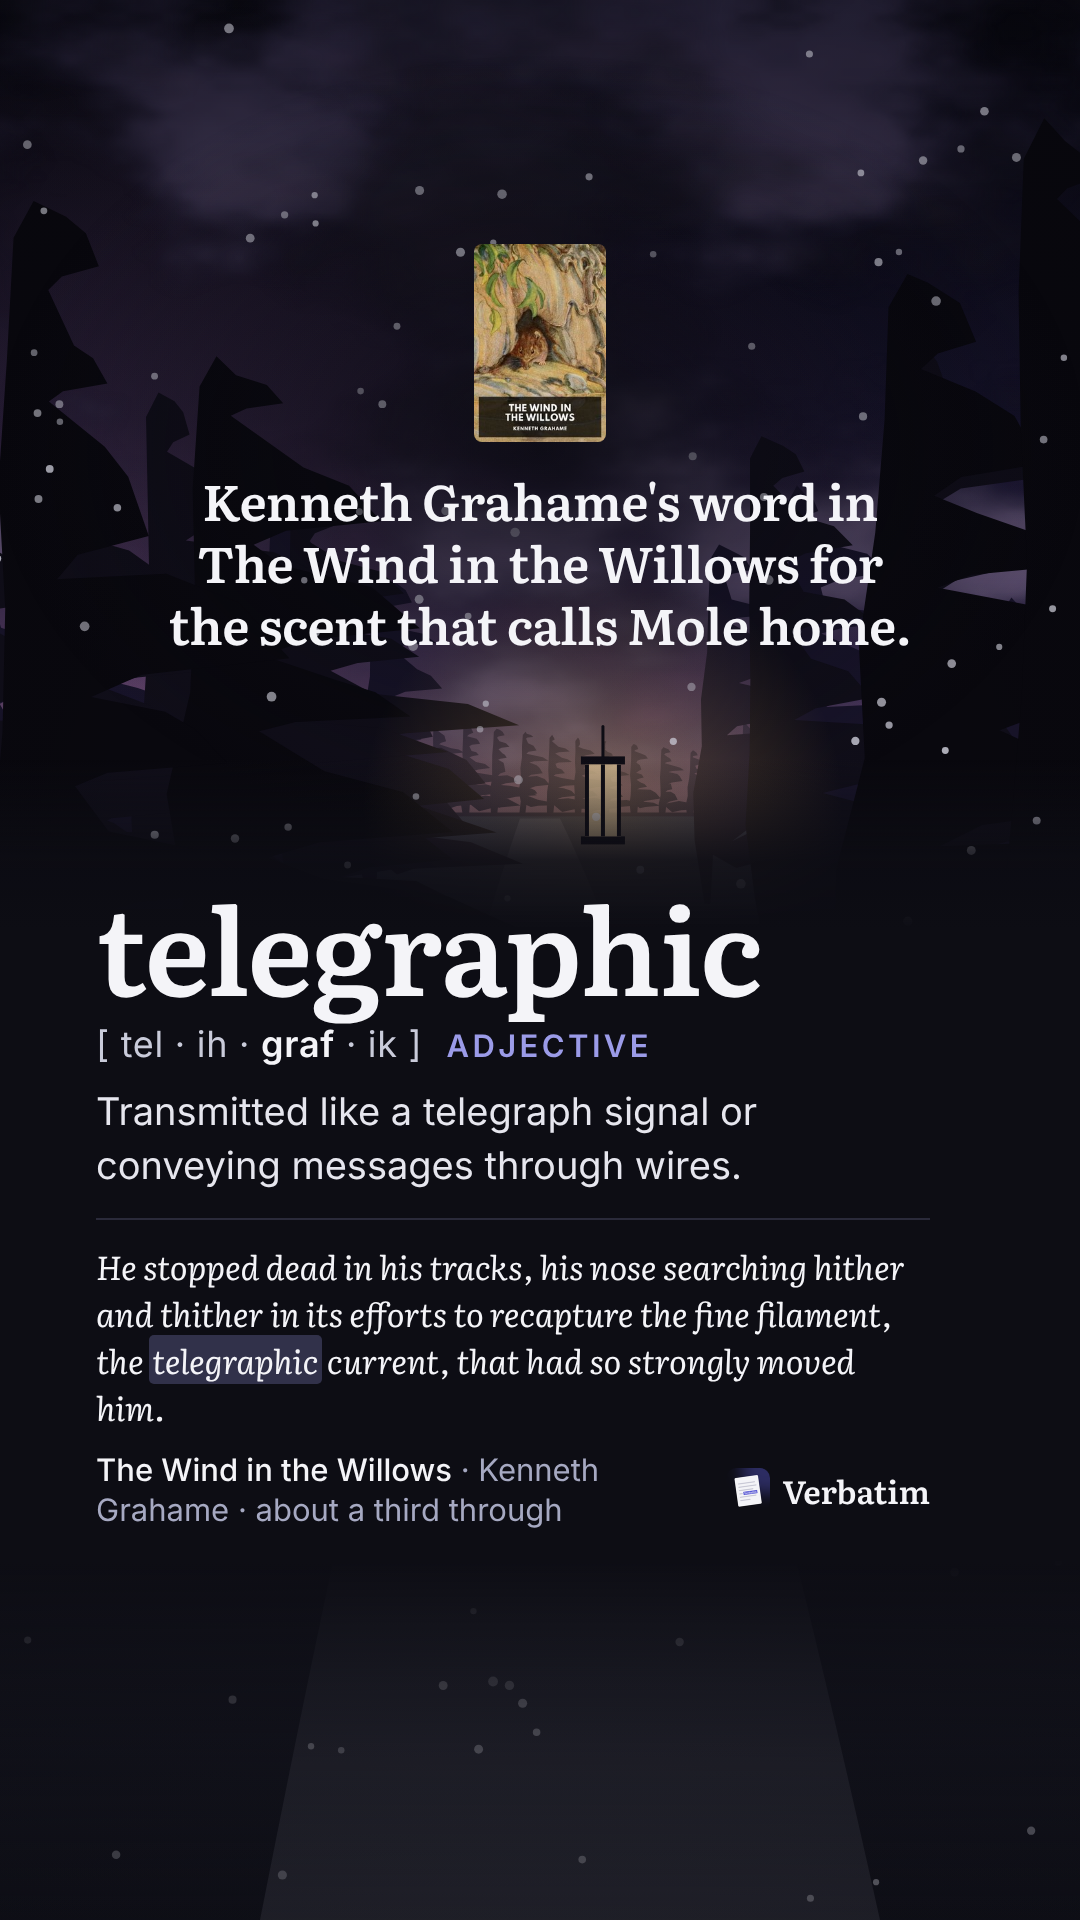 THE WIND IN
THE WILLOWS
KENNETH GRAHAME
Kenneth Grahame's word in
The Wind in the Willows for
the scent that calls Mole home.
telegraphic
[ tel · ih · graf · ik ] ADJECTIVE
Transmitted like a telegraph signal or
conveying messages through wires.
He stopped dead in his tracks, his nose searching hither
and thither in its efforts to recapture the fine filament,
the telegraphic current, that had so strongly moved
him.
The Wind in the Willows · Kenneth
Grahame · about a third through
Verbatim